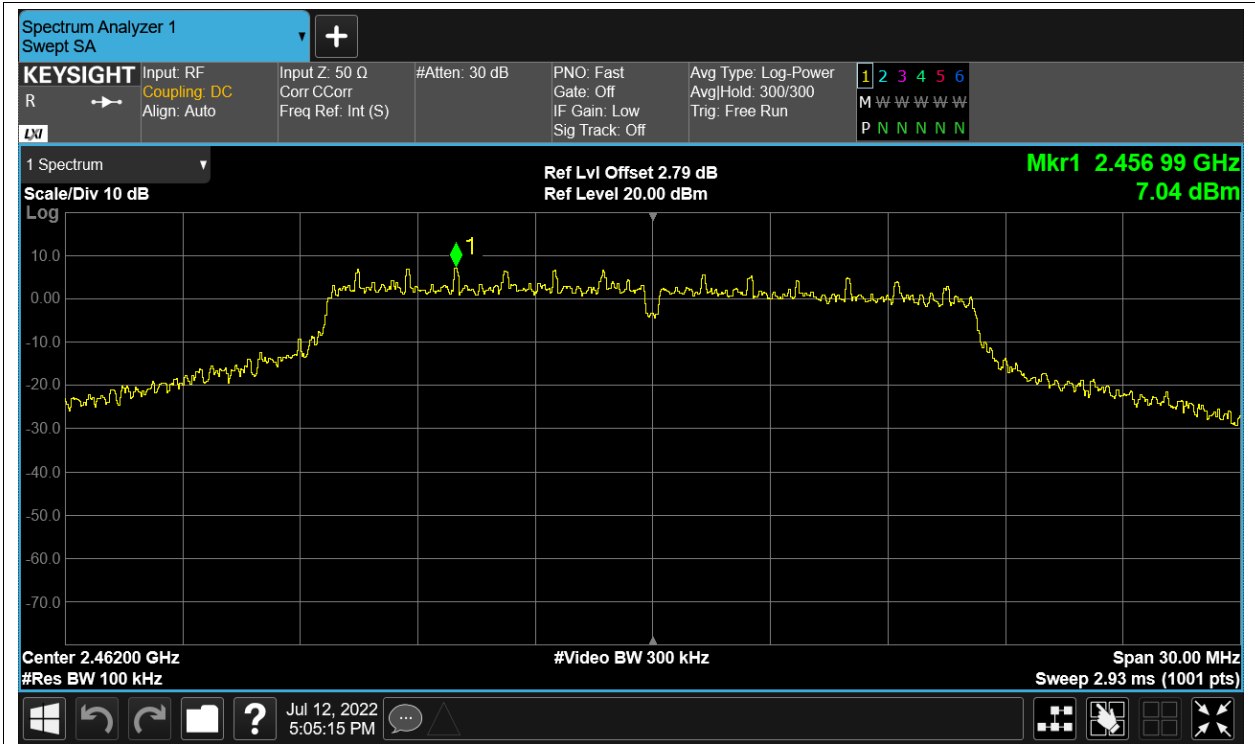 Spectrum Analyzer 1
Swept SA
+
KEYSIGHT
R
LXI
Input: RF
Coupling: DC
Align: Auto
Input Z: 50 Ω
Corr CCorr
Freq Ref: Int (S)
#Atten: 30 dB
PNO: Fast
Gate: Off
IF Gain: Low
Sig Track: Off
Avg Type: Log-Power
Avg|Hold: 300/300
Trig: Free Run
1 2 3 4 5 6
M W W W W W
P N N N N N
1 Spectrum
Scale/Div 10 dB
Log
Ref Lvl Offset 2.79 dB
Ref Level 20.00 dBm
Mkr1 2.456 99 GHz
7.04 dBm
1
10.0
0.00
-10.0
-20.0
-30.0
-40.0
-50.0
-60.0
-70.0
Center 2.46200 GHz
#Res BW 100 kHz
#Video BW 300 kHz
Span 30.00 MHz
Sweep 2.93 ms (1001 pts)
?
Jul 12, 2022
5:05:15 PM